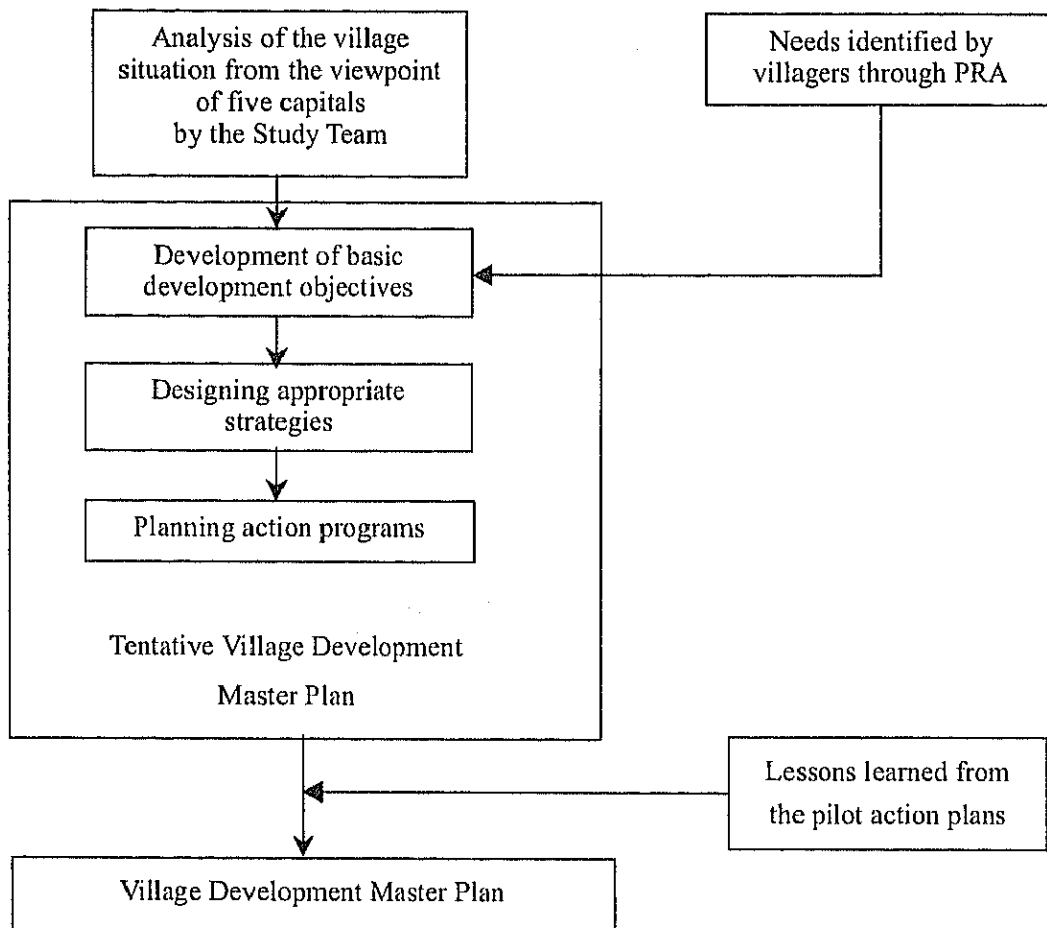 Analysis of the village
situation from the viewpoint
of five capitals
by the Study Team
Needs identified by
villagers through PRA
Development of basic
development objectives
Designing appropriate
strategies
Planning action programs
Tentative Village Development
Master Plan
Lessons learned from
the pilot action plans
Village Development Master Plan